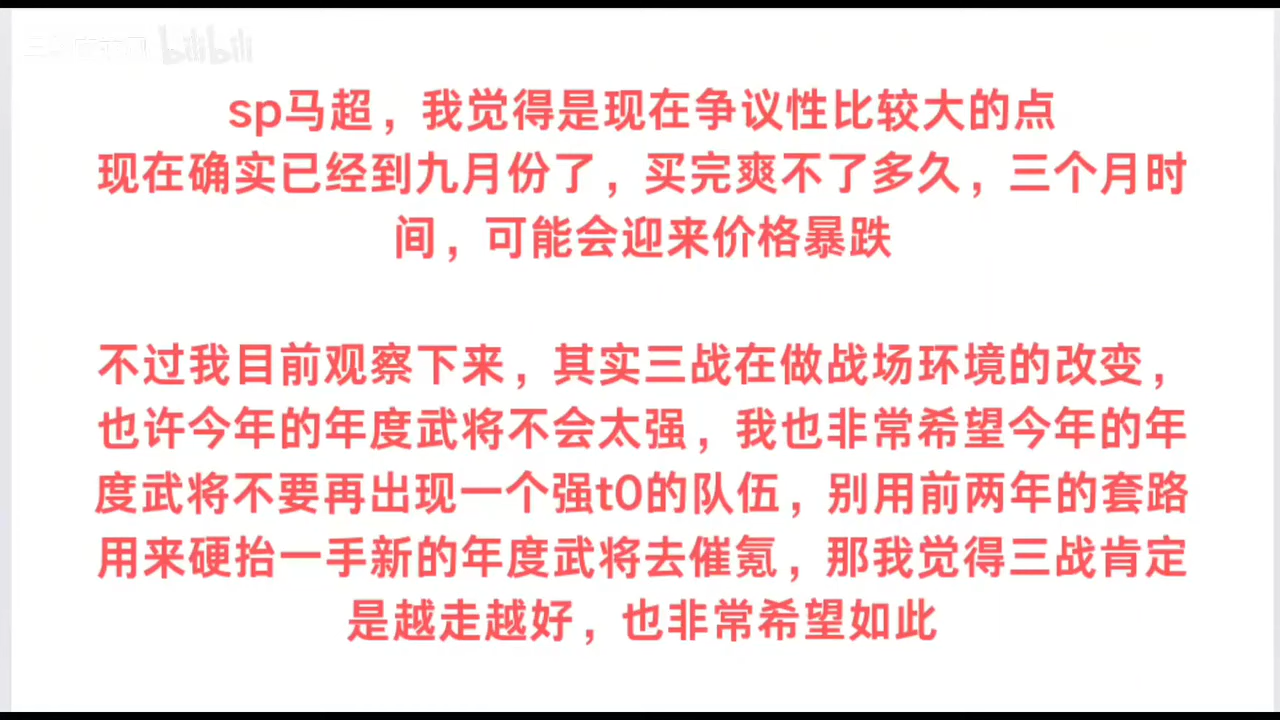 bilibili
sp马超，我觉得是现在争议性比较大的点
现在确实已经到九月份了，买完爽不了多久，三个月时
间，可能会迎来价格暴跌
不过我目前观察下来，其实三战在做战场环境的改变，
也许今年的年度武将不会太强，我也非常希望今年的年
度武将不要再出现一个强t0的队伍，别用前两年的套路
用来硬抬一手新的年度武将去催氪，那我觉得三战肯定
是越走越好，也非常希望如此